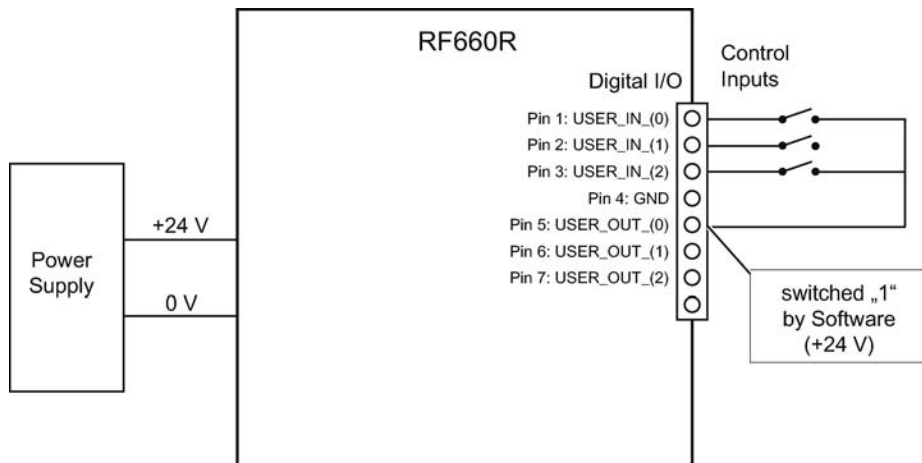 RF660R
Control
Inputs
Digital I/O
Pin 1: USER_IN_(0)
Pin 2: USER_IN_(1)
Pin 3: USER_IN_(2)
Pin 4: GND
Pin 5: USER_OUT_(0)
Pin 6: USER_OUT_(1)
Pin 7: USER_OUT_(2)
+24 V
Power
Supply
0 V
switched „1“
by Software
(+24 V)